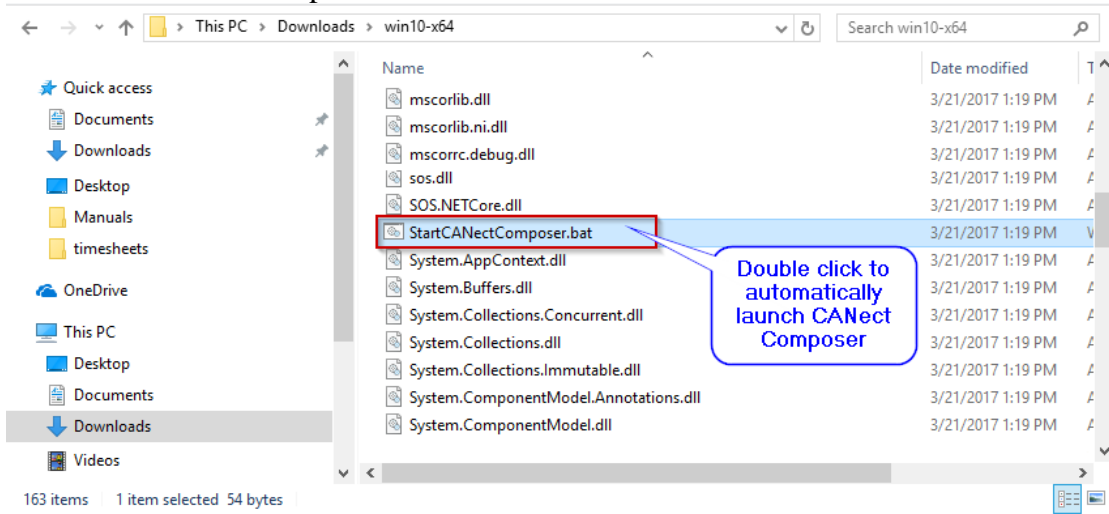 This PC > Downloads > win10-x64
Search win10-x64
Name
Date modified
Quick access
Documents
Downloads
Desktop
Manuals
timesheets
OneDrive
This PC
Desktop
Documents
Downloads
Videos
mscorlib.dll 3/21/2017 1:19 PM
mscorlib.ni.dll 3/21/2017 1:19 PM
mscorrc.debug.dll 3/21/2017 1:19 PM
sos.dll 3/21/2017 1:19 PM
SOS.NETCore.dll 3/21/2017 1:19 PM
StartCANectComposer.bat 3/21/2017 1:19 PM
System.AppContext.dll 3/21/2017 1:19 PM
System.Buffers.dll 3/21/2017 1:19 PM
System.Collections.Concurrent.dll 3/21/2017 1:19 PM
System.Collections.dll 3/21/2017 1:19 PM
System.Collections.Immutable.dll 3/21/2017 1:19 PM
System.ComponentModel.Annotations.dll 3/21/2017 1:19 PM
System.ComponentModel.dll 3/21/2017 1:19 PM
Double click to
automatically
launch CANect
Composer
163 items 1 item selected 54 bytes